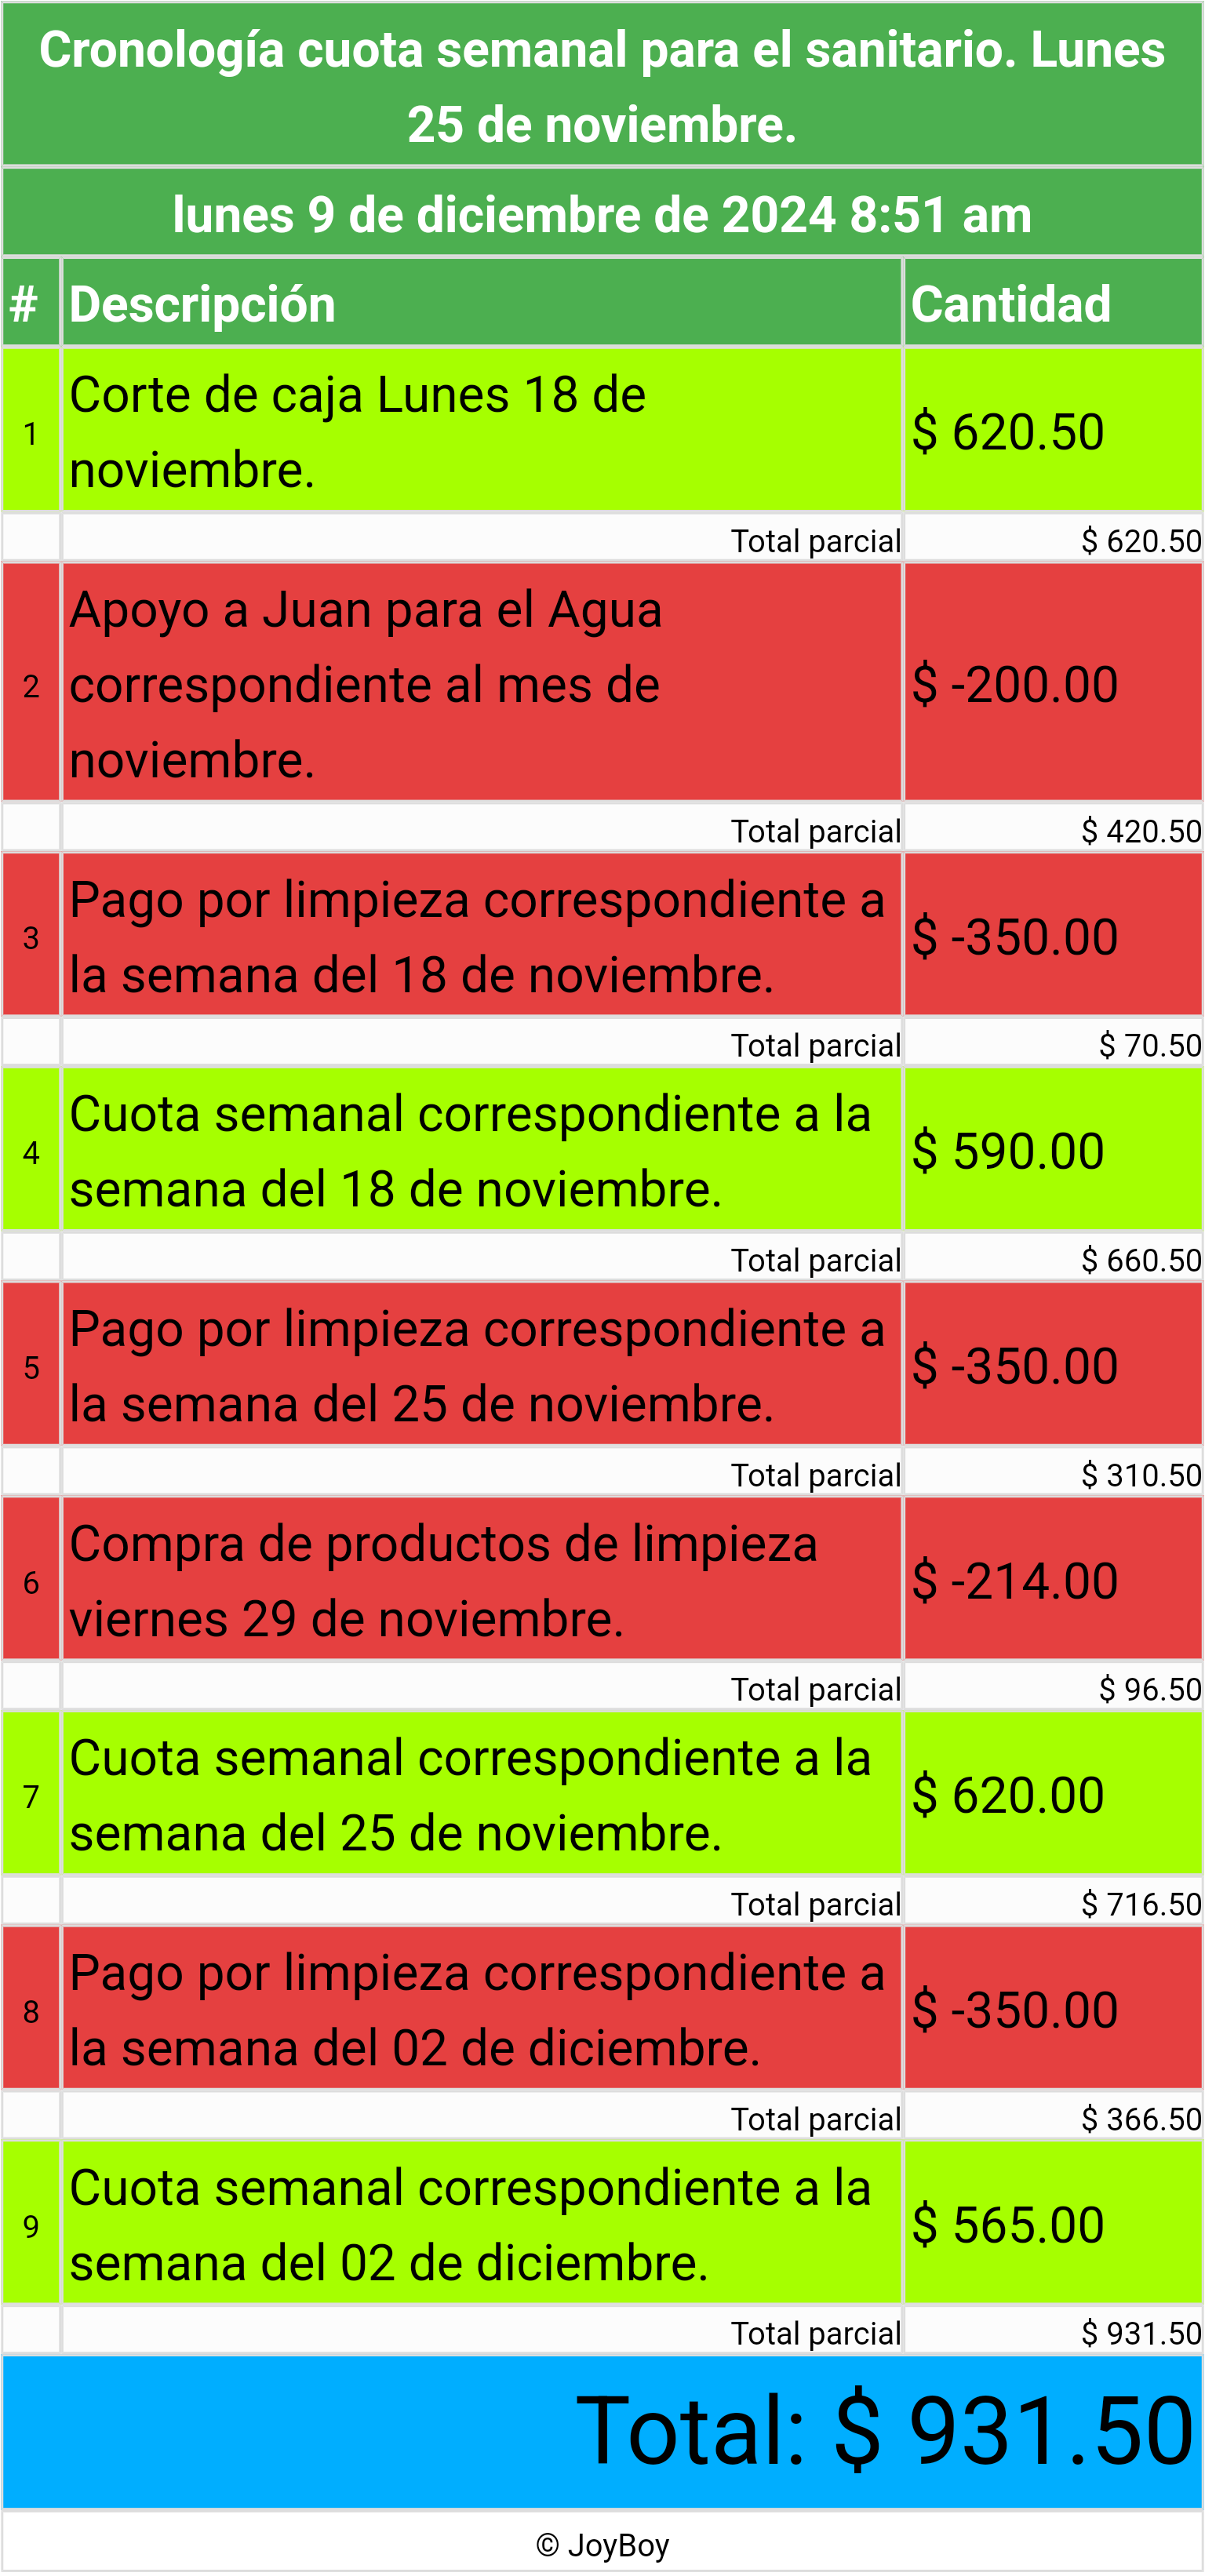 Cronología cuota semanal para el sanitario. Lunes
25 de noviembre.
lunes 9 de diciembre de 2024 8:51 am
# Descripción Cantidad
Corte de caja Lunes 18 de
1 $ 620.50
noviembre.
Total parcial $ 620.50
Apoyo a Juan para el Agua
2 correspondiente al mes de $ -200.00
noviembre.
Total parcial $ 420.50
Pago por limpieza correspondiente a
3 $ -350.00
la semana del 18 de noviembre.
Total parcial $ 70.50
Cuota semanal correspondiente a la
4 $ 590.00
semana del 18 de noviembre.
Total parcial $ 660.50
Pago por limpieza correspondiente a
5 $ -350.00
la semana del 25 de noviembre.
Total parcial $ 310.50
Compra de productos de limpieza
6 $ -214.00
viernes 29 de noviembre.
Total parcial $ 96.50
Cuota semanal correspondiente a la
7 $ 620.00
semana del 25 de noviembre.
Total parcial $ 716.50
Pago por limpieza correspondiente a
8 $ -350.00
la semana del 02 de diciembre.
Total parcial $ 366.50
Cuota semanal correspondiente a la
9 $ 565.00
semana del 02 de diciembre.
Total parcial $ 931.50
Total: $ 931.50
© JoyBoy